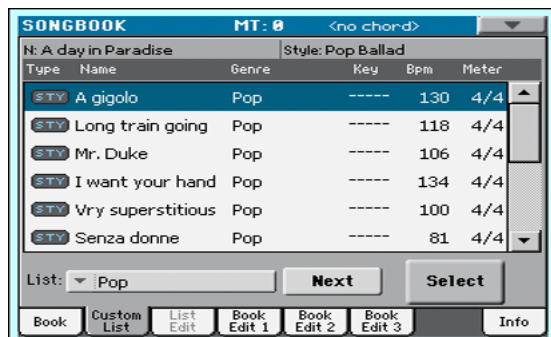 SONGBOOK MT: 0 <no chord>
N: A day in Paradise Style: Pop Ballad
Type Name Genre Key Bpm Meter
STY A gigolo Pop ----- 130 4/4
STY Long train going Pop ----- 118 4/4
STY Mr. Duke Pop ----- 106 4/4
STY I want your hand Pop ----- 134 4/4
STY Vry superstitious Pop ----- 100 4/4
STY Senza donne Pop ----- 81 4/4
List: Pop Next Select
Book Custom List List Edit Book Edit 1 Book Edit 2 Book Edit 3 Info